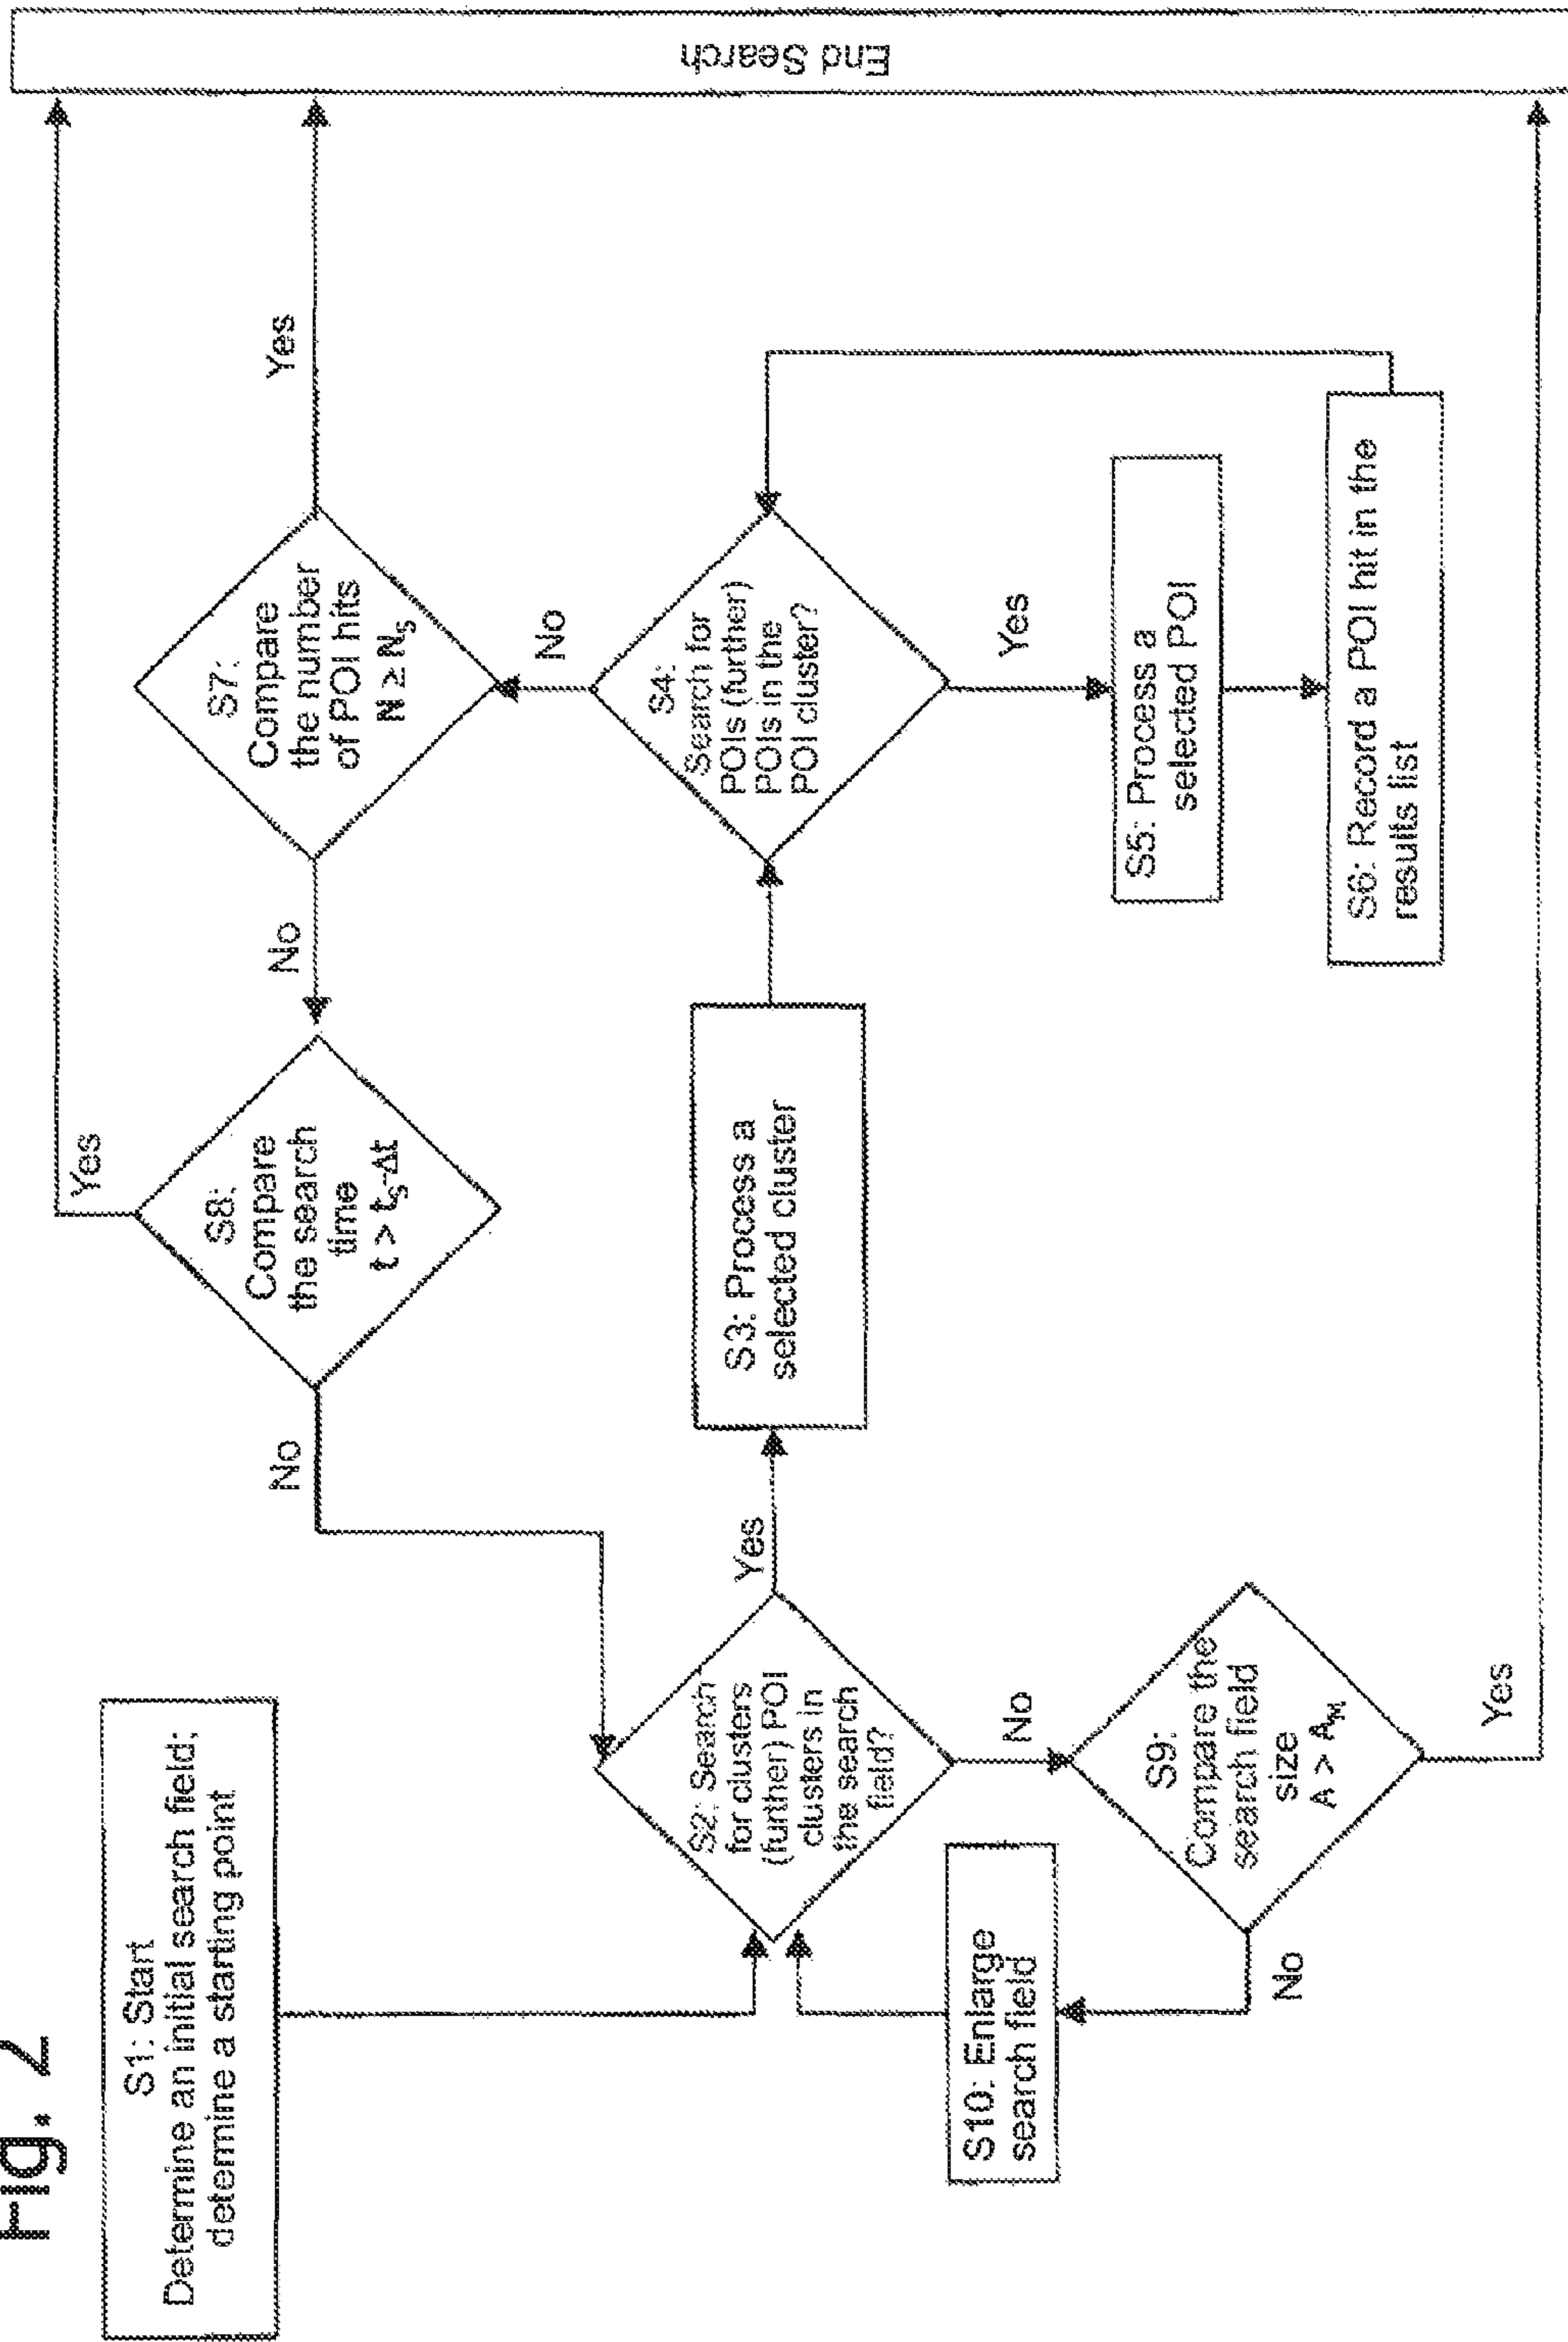 Fig. 2
S1: Start
Determine an initial search field;
determine a starting point
S2: Search
for clusters
(further) POI
clusters in
the search
field?
Yes
No
S3: Process a
selected cluster
S4:
Search for
POIs (further)
POIs in the
POI cluster?
Yes
No
S5: Process a
selected POI
S6: Record a POI hit in the
results list
S7:
Compare
the number
of POI hits
N ≥ NS
Yes
No
S8:
Compare
the search
time
t > tS-Δt
Yes
No
S9:
Compare the
search field
size
A > AM
Yes
No
S10: Enlarge
search field
End Search